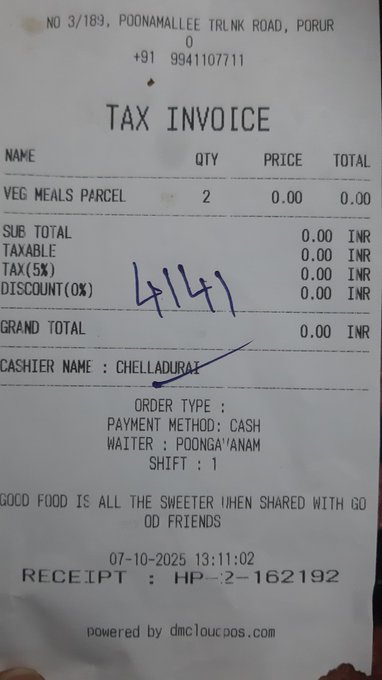 NO 3/189, POONAMALLEE TRLNK ROAD, PORUR
0
+91 9941107711
TAX INVOICE
NAME QTY PRICE TOTAL
VEG MEALS PARCEL 2 0.00 0.00
SUB TOTAL 0.00 INR
TAXABLE 0.00 INR
TAX(5%) 0.00 INR
DISCOUNT(0%) 0.00 INR
4141
GRAND TOTAL 0.00 INR
CASHIER NAME : CHELLADURAI
ORDER TYPE :
PAYMENT METHOD: CASH
WAITER : POONGAVANAM
SHIFT : 1
GOOD FOOD IS ALL THE SWEETER WHEN SHARED WITH GO
OD FRIENDS
07-10-2025 13:11:02
RECEIPT : HP-2-162192
powered by dmcloucpos.com